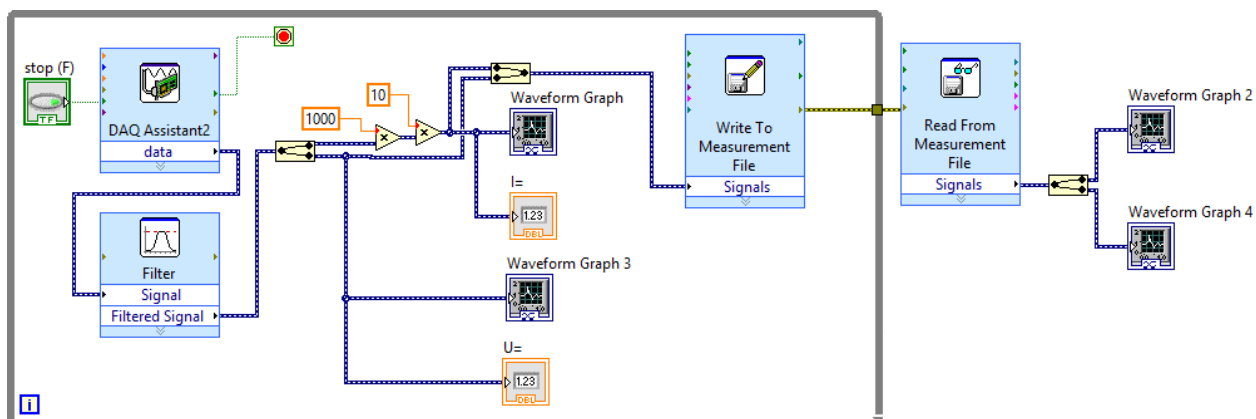 stop (F)
TF
DAQ Assistant2
data
Filter
Signal
Filtered Signal
i
1000
10
×
×
Waveform Graph
I=
1.23
DBL
Waveform Graph 3
U=
1.23
DBL
Write To
Measurement
File
Signals
Read From
Measurement
File
Signals
Waveform Graph 2
Waveform Graph 4